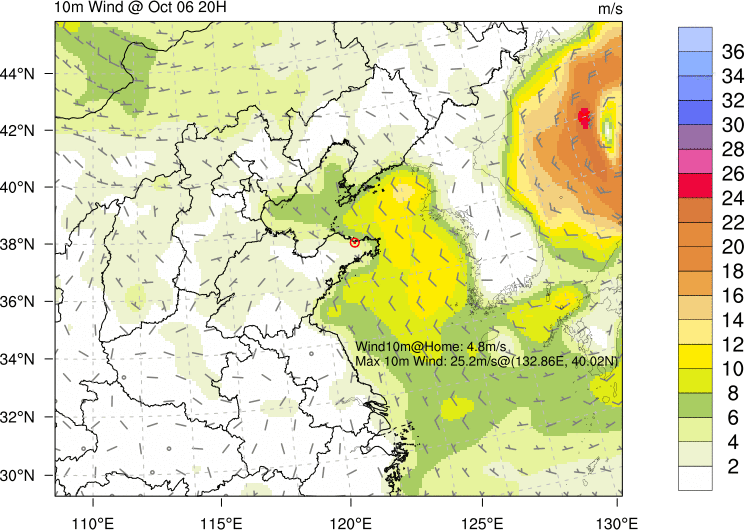 10m Wind @ Oct 06 20H
m/s
44°N
42°N
40°N
38°N
36°N
34°N
32°N
30°N
110°E
115°E
120°E
125°E
130°E
Wind10m@Home: 4.8m/s
Max 10m Wind: 25.2m/s@(132.86E, 40.02N)
36
34
32
30
28
26
24
22
20
18
16
14
12
10
8
6
4
2